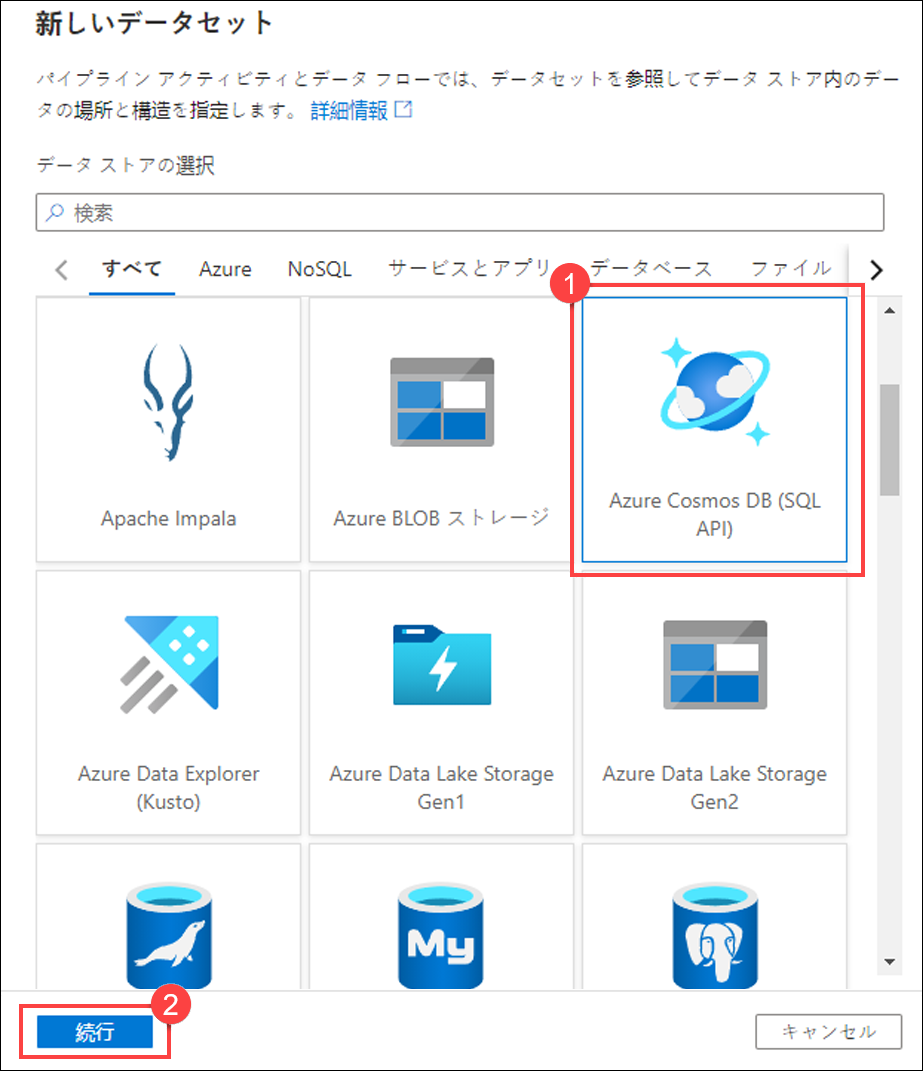 新しいデータセット
パイプライン アクティビティとデータ フローでは、データセットを参照してデータ ストア内のデー
タの場所と構造を指定します。 詳細情報
データ ストアの選択
検索
すべて Azure NoSQL サービスとアプリ データベース ファイル
1
Apache Impala
Azure BLOB ストレージ
Azure Cosmos DB (SQL
API)
Azure Data Explorer
(Kusto)
Azure Data Lake Storage
Gen1
Azure Data Lake Storage
Gen2
My
2
続行
キャンセル